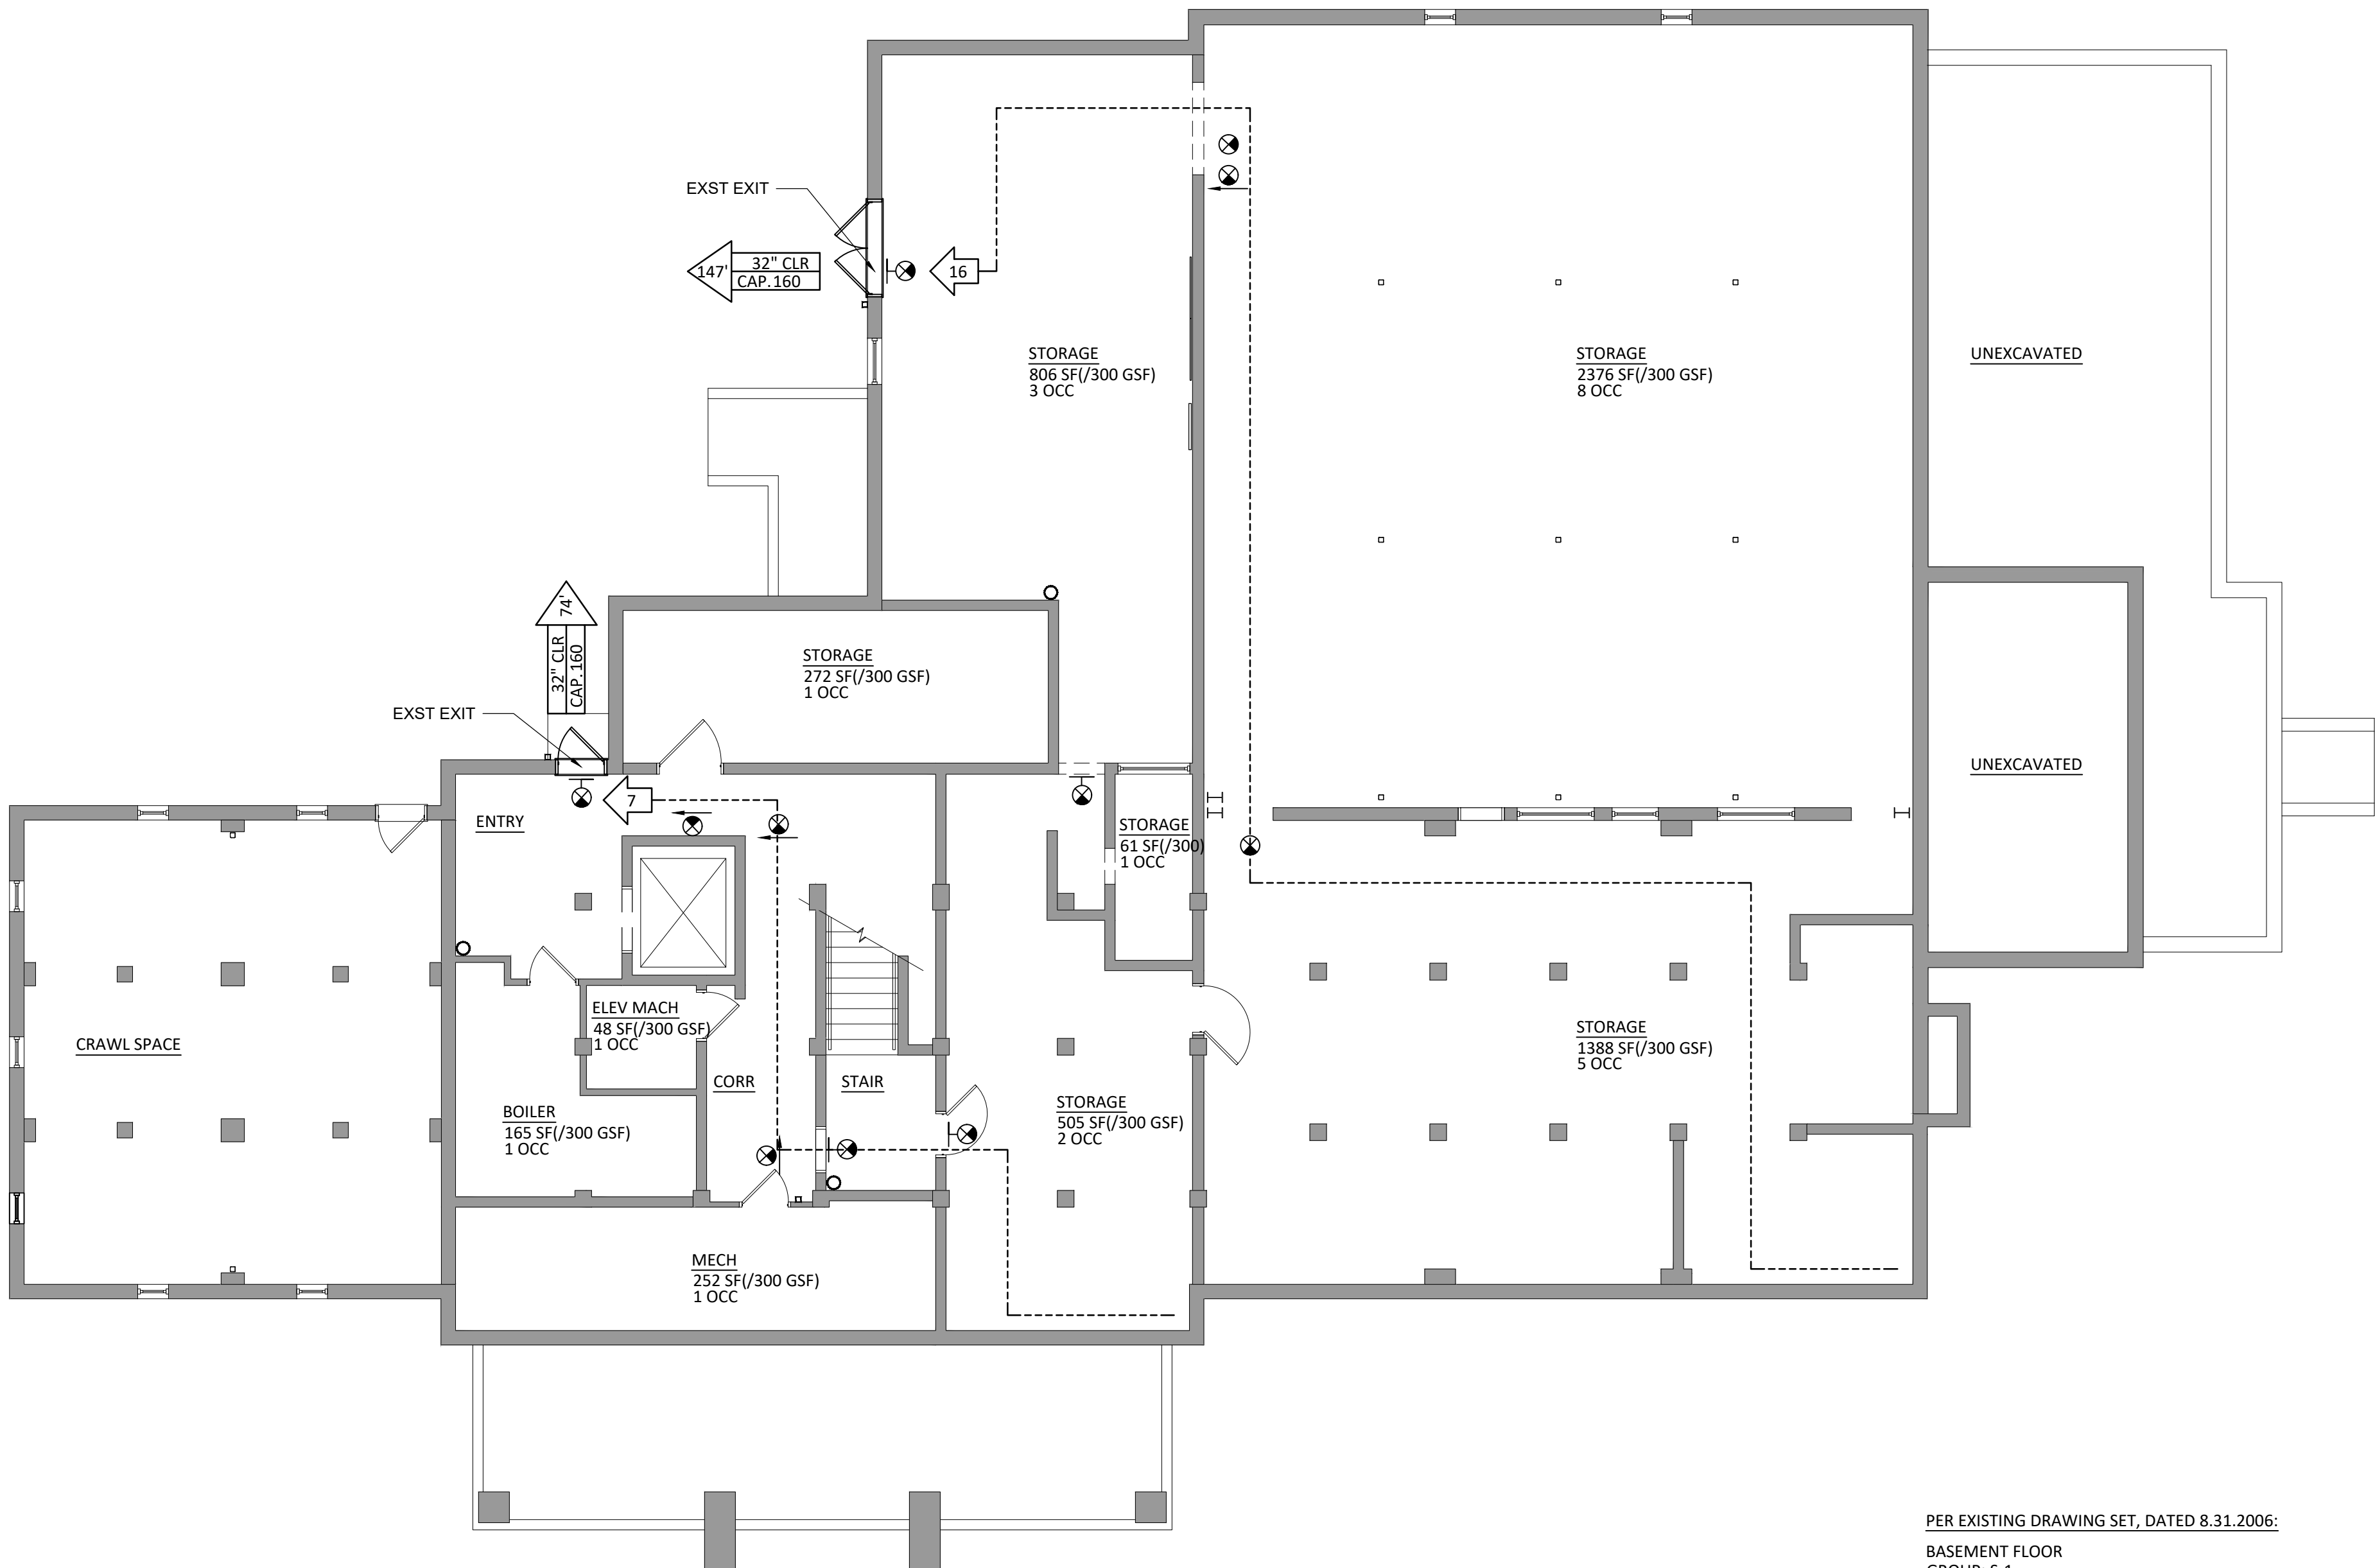 EXST EXIT
147'
32" CLR
CAP.160
16
STORAGE
806 SF(/300 GSF)
3 OCC
STORAGE
2376 SF(/300 GSF)
8 OCC
UNEXCAVATED
74'
32" CLR
CAP.160
EXST EXIT
STORAGE
272 SF(/300 GSF)
1 OCC
7
ENTRY
STORAGE
61 SF(/300)
1 OCC
UNEXCAVATED
CRAWL SPACE
ELEV MACH
48 SF(/300 GSF)
1 OCC
CORR
STAIR
BOILER
165 SF(/300 GSF)
1 OCC
STORAGE
505 SF(/300 GSF)
2 OCC
STORAGE
1388 SF(/300 GSF)
5 OCC
MECH
252 SF(/300 GSF)
1 OCC
PER EXISTING DRAWING SET, DATED 8.31.2006:
BASEMENT FLOOR